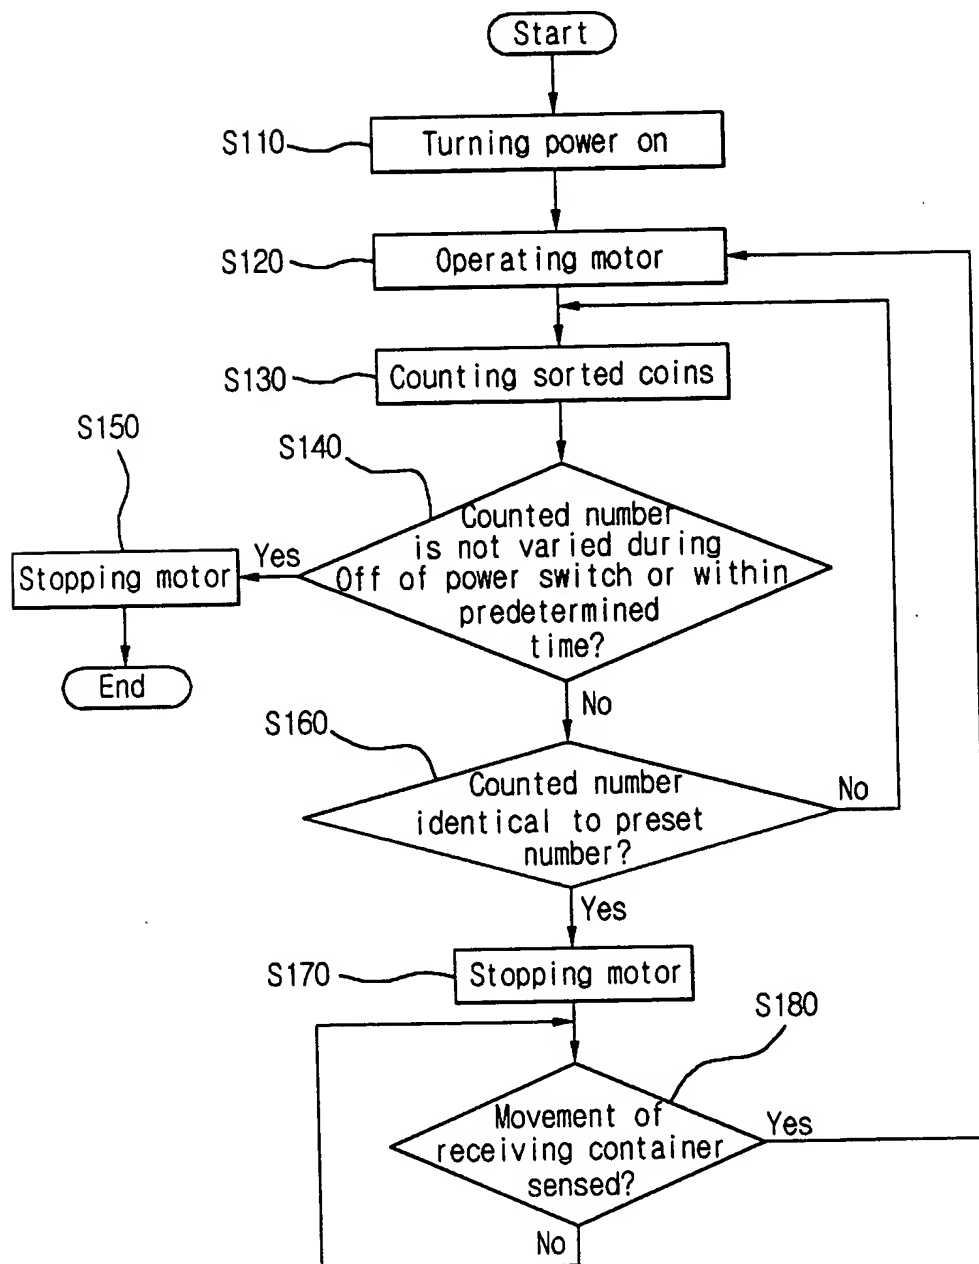 Start
S110
Turning power on
S120
Operating motor
S130
Counting sorted coins
S150
S140
Counted number
is not varied during
Off of power switch or within
predetermined
time?
Yes
Stopping motor
End
No
S160
Counted number
identical to preset
number?
No
Yes
S170
Stopping motor
S180
Movement of
receiving container
sensed?
Yes
No